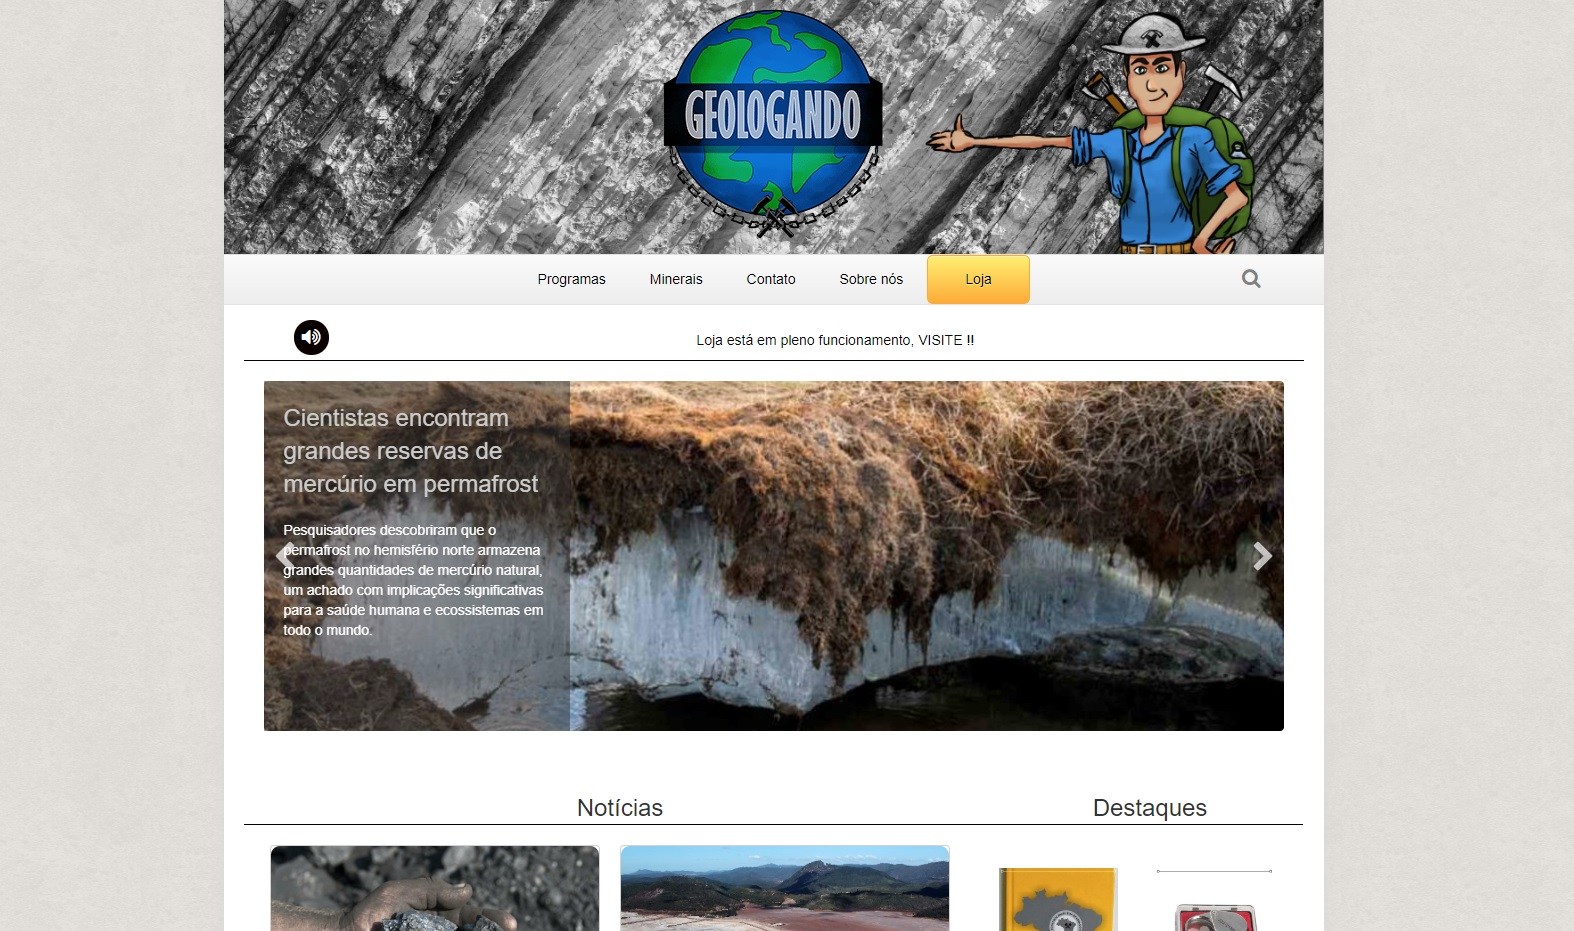 GEOLOGANDO
Programas
Minerais
Contato
Sobre nós
Loja
Loja está em pleno funcionamento, VISITE !!
Cientistas encontram
grandes reservas de
mercúrio em permafrost
Pesquisadores descobriram que o
permafrost no hemisfério norte armazena
grandes quantidades de mercúrio natural,
um achado com implicações significativas
para a saúde humana e ecossistemas em
todo o mundo.
Notícias
Destaques